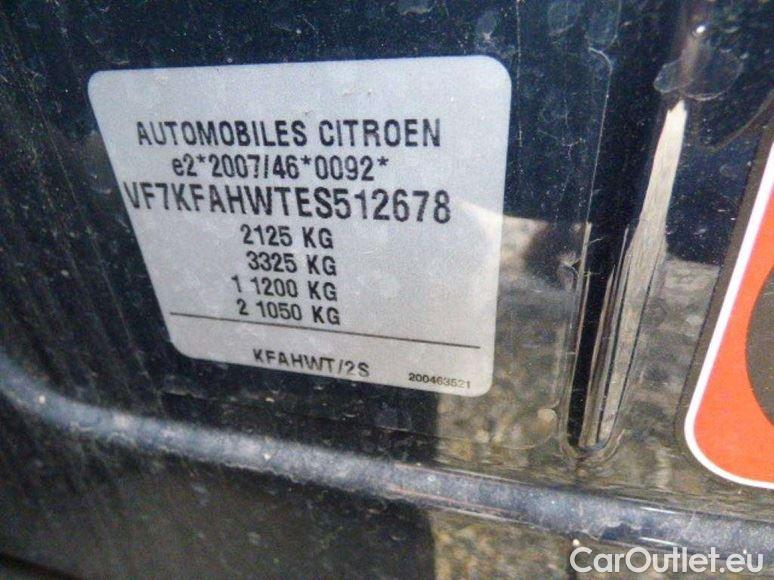 AUTOMOBILES CITROEN
e2*2007/46*0092*
VF7KFAHWTES512678
2125 KG
3325 KG
1 1200 KG
2 1050 KG
KFAHWT/2S
200463521
CarOutlet.eu